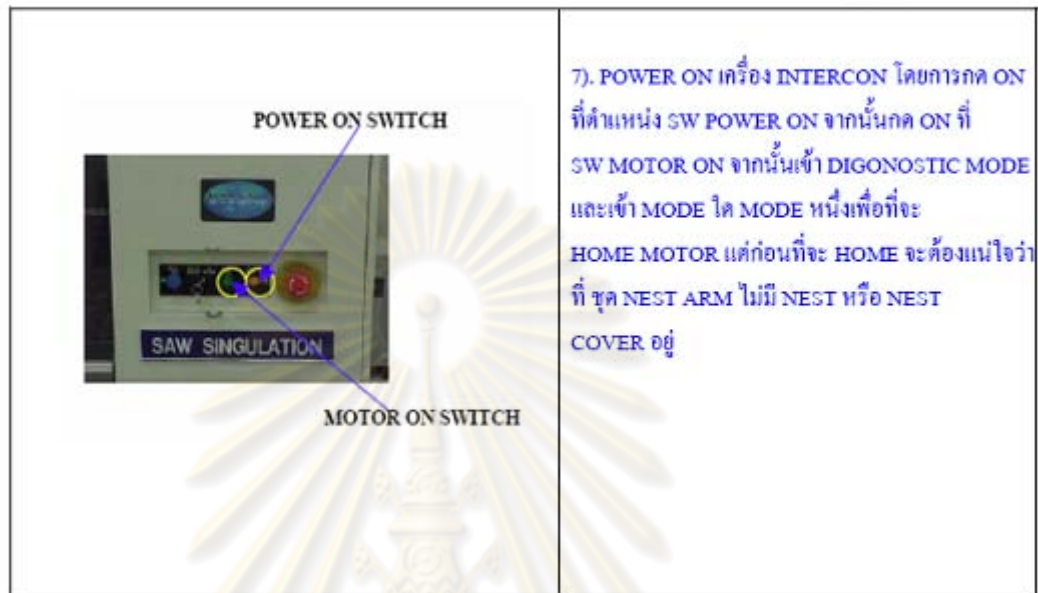 POWER ON SWITCH
SAW SINGULATION
MOTOR ON SWITCH
7). POWER ON เครื่อง INTERCON โดยการกด ON
ที่ตำแหน่ง SW POWER ON จากนั้นกด ON ที่
SW MOTOR ON จากนั้นเข้า DIGONOSTIC MODE
และเข้า MODE ใด MODE หนึ่งเพื่อที่จะ
HOME MOTOR แต่ก่อนที่จะ HOME จะต้องแน่ใจว่า
ที่ ชุด NEST ARM ไม่มี NEST หรือ NEST
COVER อยู่